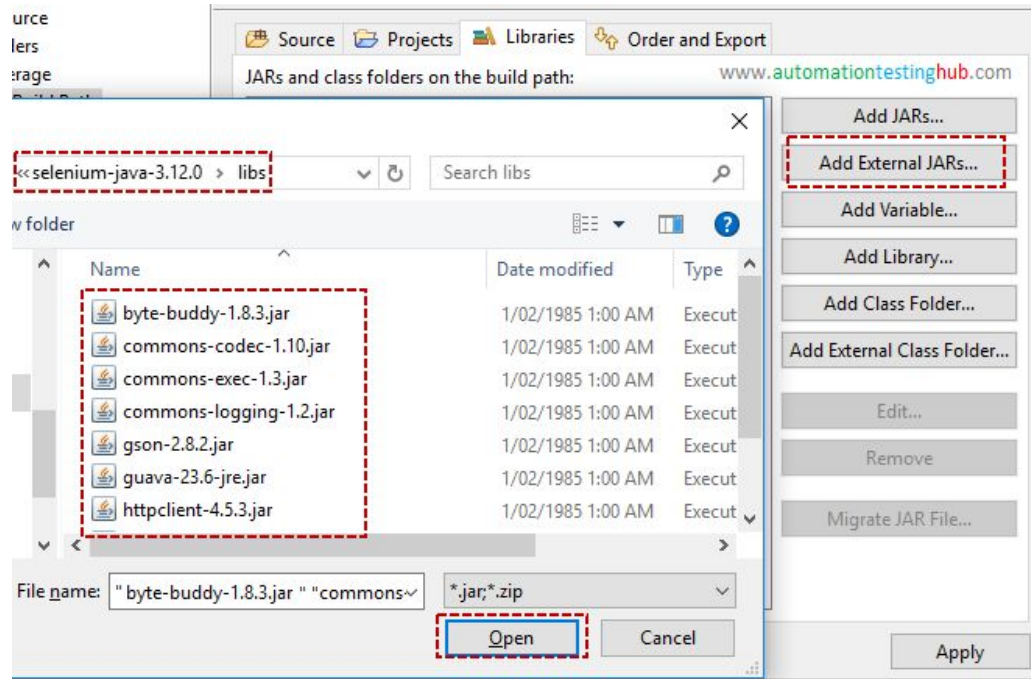 urce
lers
erage
Source Projects Libraries Order and Export
JARs and class folders on the build path:
www.automationtestinghub.com
Add JARs...
Add External JARs...
Add Variable...
Add Library...
Add Class Folder...
Add External Class Folder...
Edit...
Remove
Migrate JAR File...
Apply
«selenium-java-3.12.0 > libs
Search libs
w folder
Name Date modified Type
byte-buddy-1.8.3.jar 1/02/1985 1:00 AM Execut
commons-codec-1.10.jar 1/02/1985 1:00 AM Execut
commons-exec-1.3.jar 1/02/1985 1:00 AM Execut
commons-logging-1.2.jar 1/02/1985 1:00 AM Execut
gson-2.8.2.jar 1/02/1985 1:00 AM Execut
guava-23.6-jre.jar 1/02/1985 1:00 AM Execut
httpclient-4.5.3.jar 1/02/1985 1:00 AM Execut
File name: "byte-buddy-1.8.3.jar " "commons *.jar;*.zip
Open Cancel